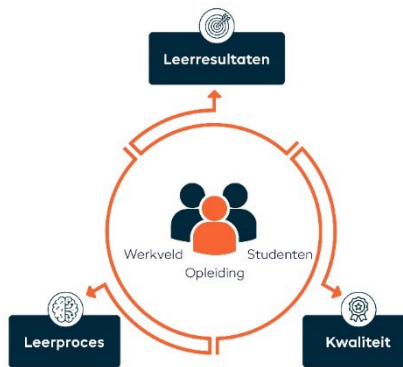 Leerresultaten
Werkveld Studenten
Opleiding
Leerproces
Kwaliteit